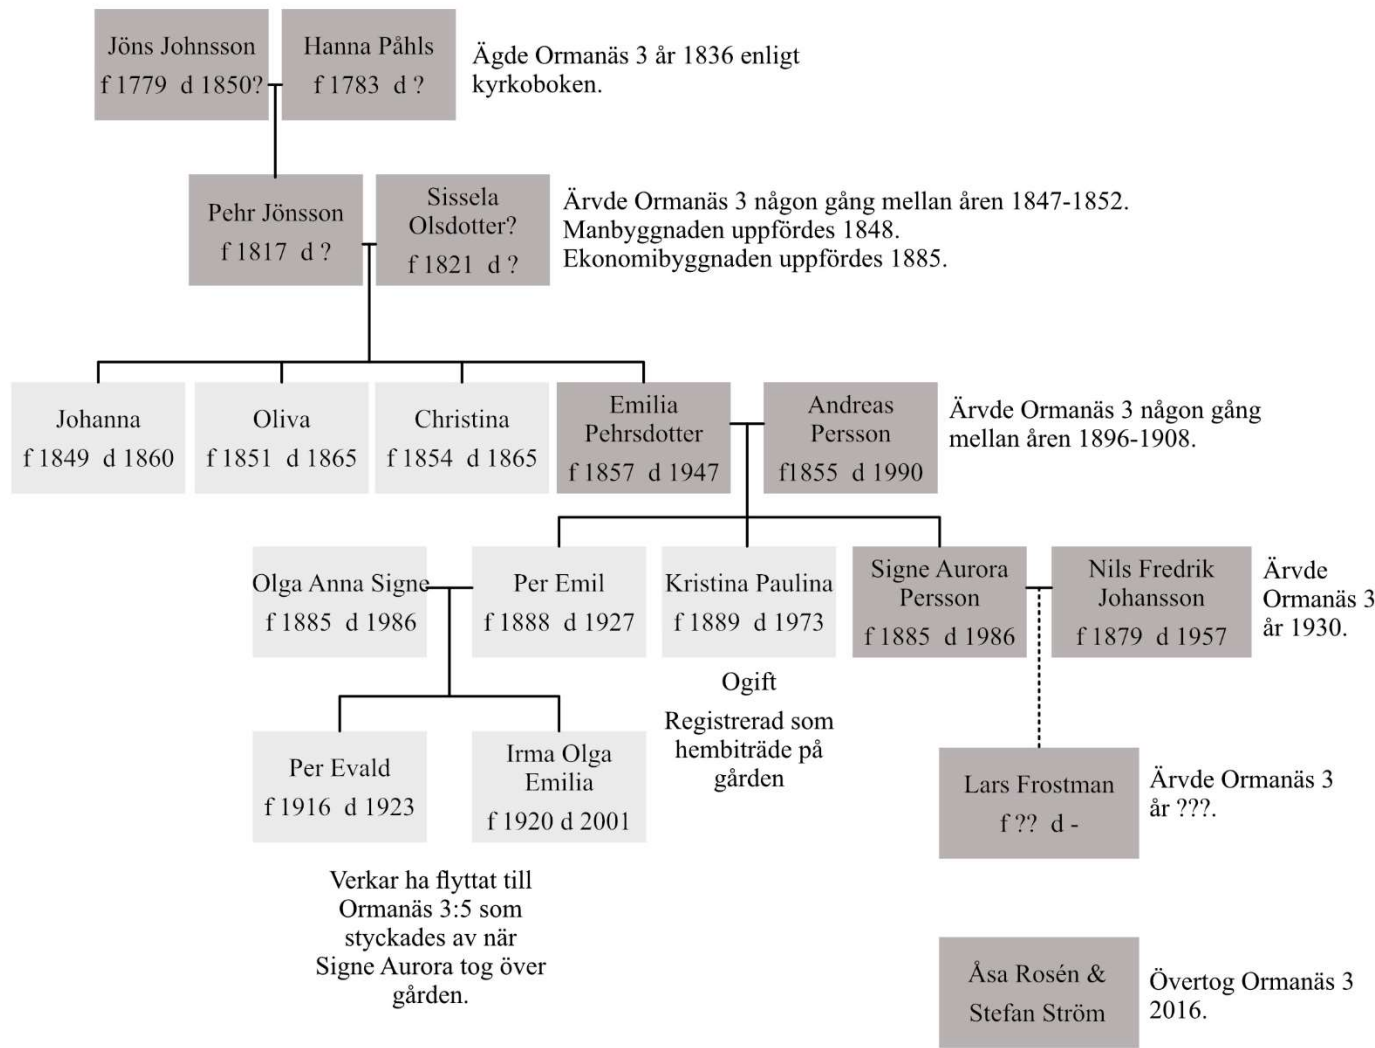 Jöns Johnsson
f 1779 d 1850?
Hanna Påhls
f 1783 d ?
Ägde Ormanäs 3 år 1836 enligt
kyrkoboken.
Pehr Jönsson
f 1817 d ?
Sissela
Olsdotter?
f 1821 d ?
Ärvde Ormanäs 3 någon gång mellan åren 1847-1852.
Manbyggnaden uppfördes 1848.
Ekonomibyggnaden uppfördes 1885.
Johanna
f 1849 d 1860
Oliva
f 1851 d 1865
Christina
f 1854 d 1865
Emilia
Pehrsdotter
f 1857 d 1947
Andreas
Persson
f1855 d 1990
Ärvde Ormanäs 3 någon gång
mellan åren 1896-1908.
Olga Anna Signe
f 1885 d 1986
Per Emil
f 1888 d 1927
Kristina Paulina
f 1889 d 1973
Ogift
Registrerad som
hembiträde på
gården
Signe Aurora
Persson
f 1885 d 1986
Nils Fredrik
Johansson
f 1879 d 1957
Ärvde
Ormanäs 3
år 1930.
Per Evald
f 1916 d 1923
Irma Olga
Emilia
f 1920 d 2001
Verkar ha flyttat till
Ormanäs 3:5 som
styckades av när
Signe Aurora tog över
gården.
Lars Frostman
f ?? d -
Ärvde Ormanäs 3
år ???.
Åsa Rosén &
Stefan Ström
Övertog Ormanäs 3
2016.